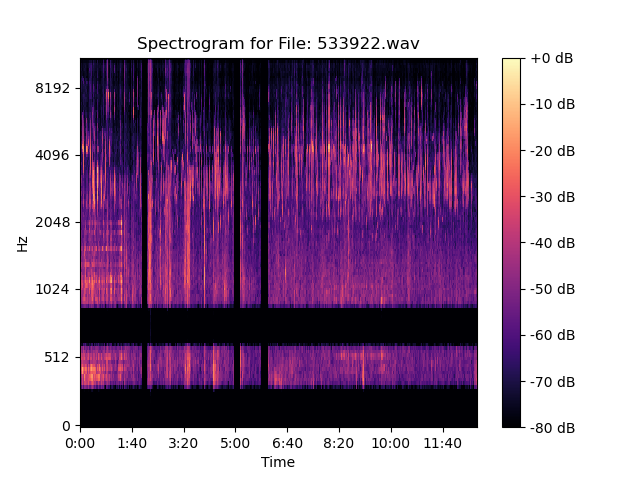 Spectrogram for File: 533922.wav
Hz
8192
4096
2048
1024
512
0
0:00 1:40 3:20 5:00 6:40 8:20 10:00 11:40
Time
+0 dB
-10 dB
-20 dB
-30 dB
-40 dB
-50 dB
-60 dB
-70 dB
-80 dB